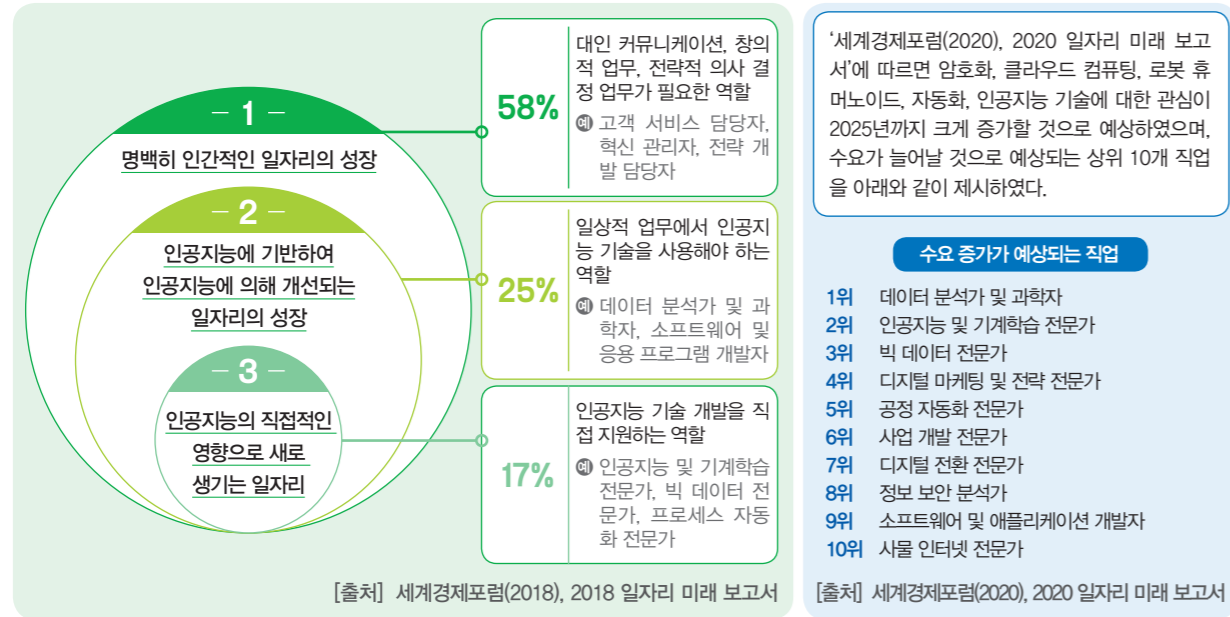 – 1 –
명백히 인간적인 일자리의 성장
– 2 –
인공지능에 기반하여
인공지능에 의해 개선되는
일자리의 성장
– 3 –
인공지능의 직접적인
영향으로 새로
생기는 일자리
58%
대인 커뮤니케이션, 창의
적 업무, 전략적 의사 결
정 업무가 필요한 역할
예 고객 서비스 담당자,
혁신 관리자, 전략 개
발 담당자
25%
일상적 업무에서 인공지
능 기술을 사용해야 하는
역할
예 데이터 분석가 및 과
학자, 소프트웨어 및
응용 프로그램 개발자
17%
인공지능 기술 개발을 직
접 지원하는 역할
예 인공지능 및 기계학습
전문가, 빅 데이터 전
문가, 프로세스 자동
화 전문가
[출처] 세계경제포럼(2018), 2018 일자리 미래 보고서
‘세계경제포럼(2020), 2020 일자리 미래 보고
서’에 따르면 암호화, 클라우드 컴퓨팅, 로봇 휴
머노이드, 자동화, 인공지능 기술에 대한 관심이
2025년까지 크게 증가할 것으로 예상하였으며,
수요가 늘어날 것으로 예상되는 상위 10개 직업
을 아래와 같이 제시하였다.
수요 증가가 예상되는 직업
1위 데이터 분석가 및 과학자
2위 인공지능 및 기계학습 전문가
3위 빅 데이터 전문가
4위 디지털 마케팅 및 전략 전문가
5위 공정 자동화 전문가
6위 사업 개발 전문가
7위 디지털 전환 전문가
8위 정보 보안 분석가
9위 소프트웨어 및 애플리케이션 개발자
10위 사물 인터넷 전문가
[출처] 세계경제포럼(2020), 2020 일자리 미래 보고서